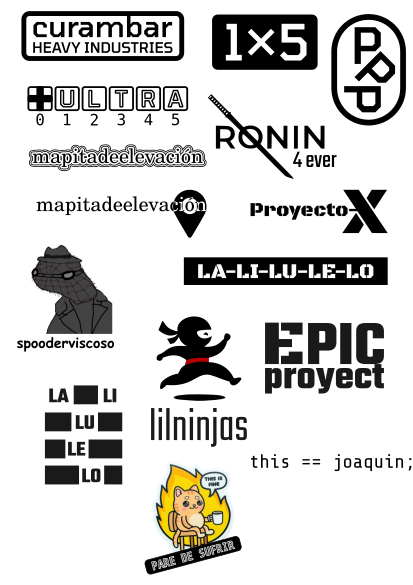 curambar
HEAVY INDUSTRIES
1×5
PRP
+ULTRA
0 1 2 3 4 5
RONIN
4 ever
mapitadeelevación
mapitadeelevación
Proyecto-X
LA-LI-LU-LE-LO
spooderviscoso
EPIC
proyect
LA LI
LU
LE
LO
lilninjas
this == joaquin;
THIS IS
FINE
PARE DE SUFRIR